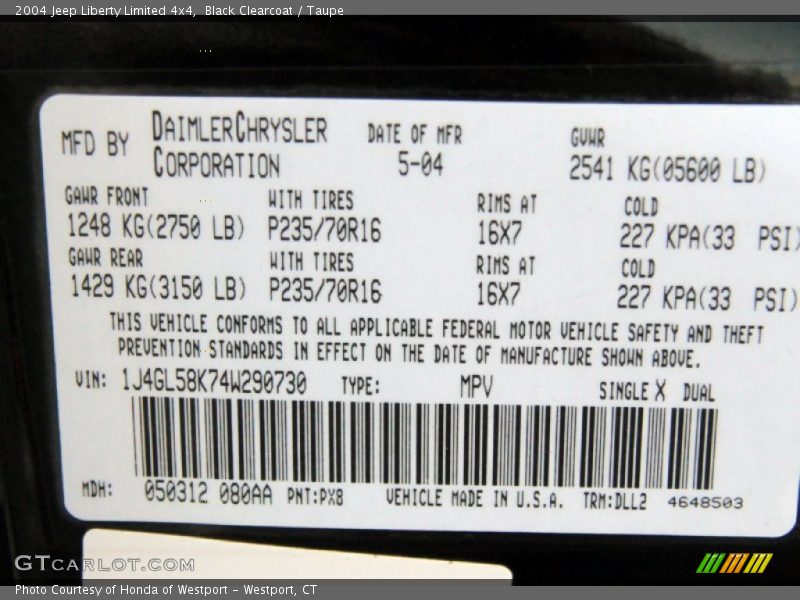 2004 Jeep Liberty Limited 4x4, Black Clearcoat / Taupe
MFD BY DAIMLERCHRYSLER CORPORATION DATE OF MFR 5-04 GVWR 2541 KG(05600 LB)
GAWR FRONT WITH TIRES RIMS AT COLD
1248 KG(2750 LB) P235/70R16 16X7 227 KPA(33 PSI)
GAWR REAR WITH TIRES RIMS AT COLD
1429 KG(3150 LB) P235/70R16 16X7 227 KPA(33 PSI)
THIS VEHICLE CONFORMS TO ALL APPLICABLE FEDERAL MOTOR VEHICLE SAFETY AND THEFT
PREVENTION STANDARDS IN EFFECT ON THE DATE OF MANUFACTURE SHOWN ABOVE.
VIN: 1J4GL58K74W290730 TYPE: MPV SINGLE X DUAL
MDH: 050312 080AA PNT:PX8 VEHICLE MADE IN U.S.A. TRM:DLL2 4648503
GTCARLOT.COM
Photo Courtesy of Honda of Westport - Westport, CT